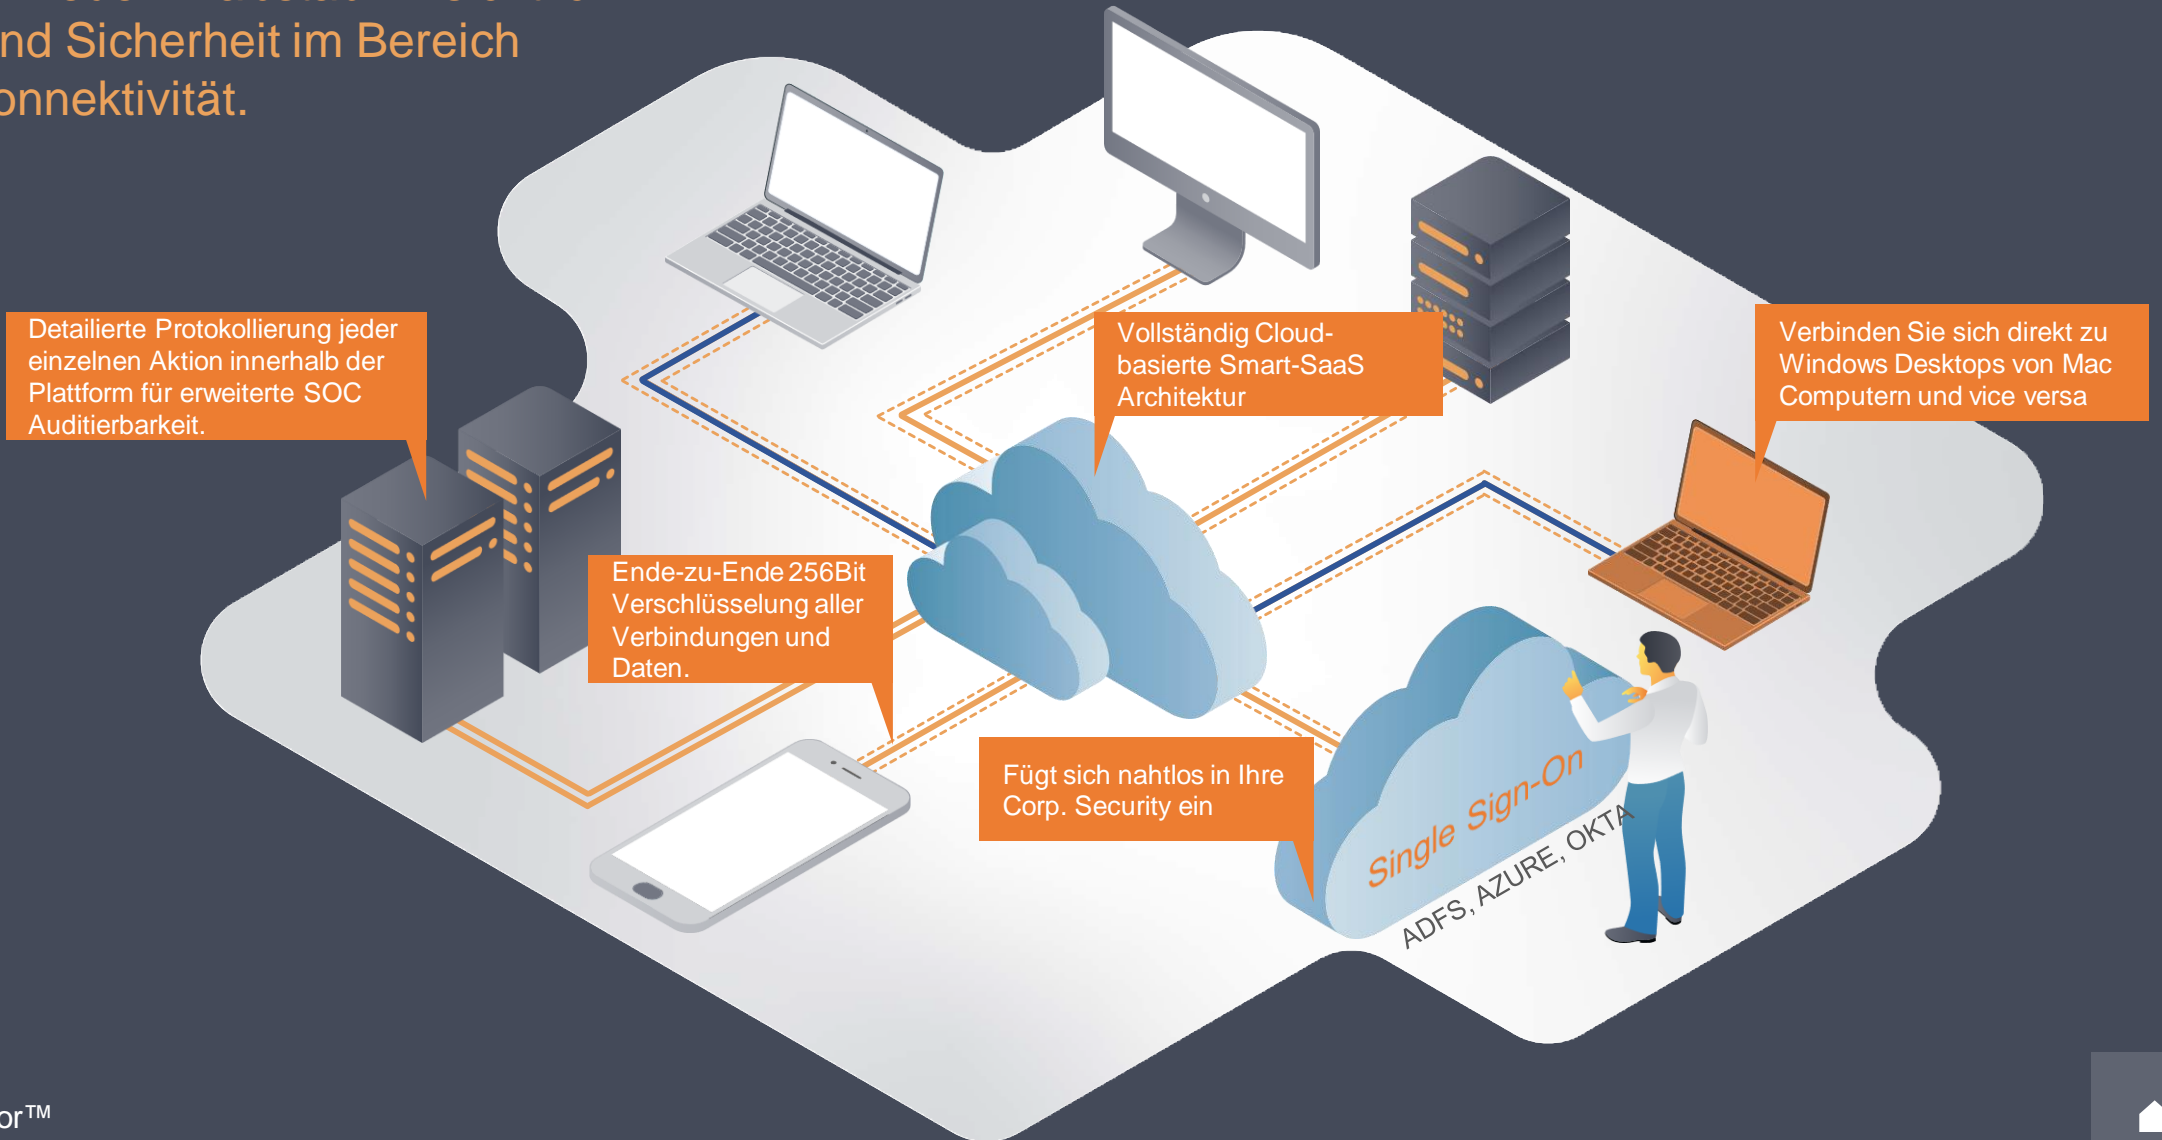 nd Sicherheit im Bereich
onnektivität.
Detailierte Protokollierung jeder
einzelnen Aktion innerhalb der
Plattform für erweiterte SOC
Auditierbarkeit.
Vollständig Cloud-
basierte Smart-SaaS
Architektur
Verbinden Sie sich direkt zu
Windows Desktops von Mac
Computern und vice versa
Ende-zu-Ende 256Bit
Verschlüsselung aller
Verbindungen und
Daten.
Fügt sich nahtlos in Ihre
Corp. Security ein
Single Sign-On
ADFS, AZURE, OKTA
or™